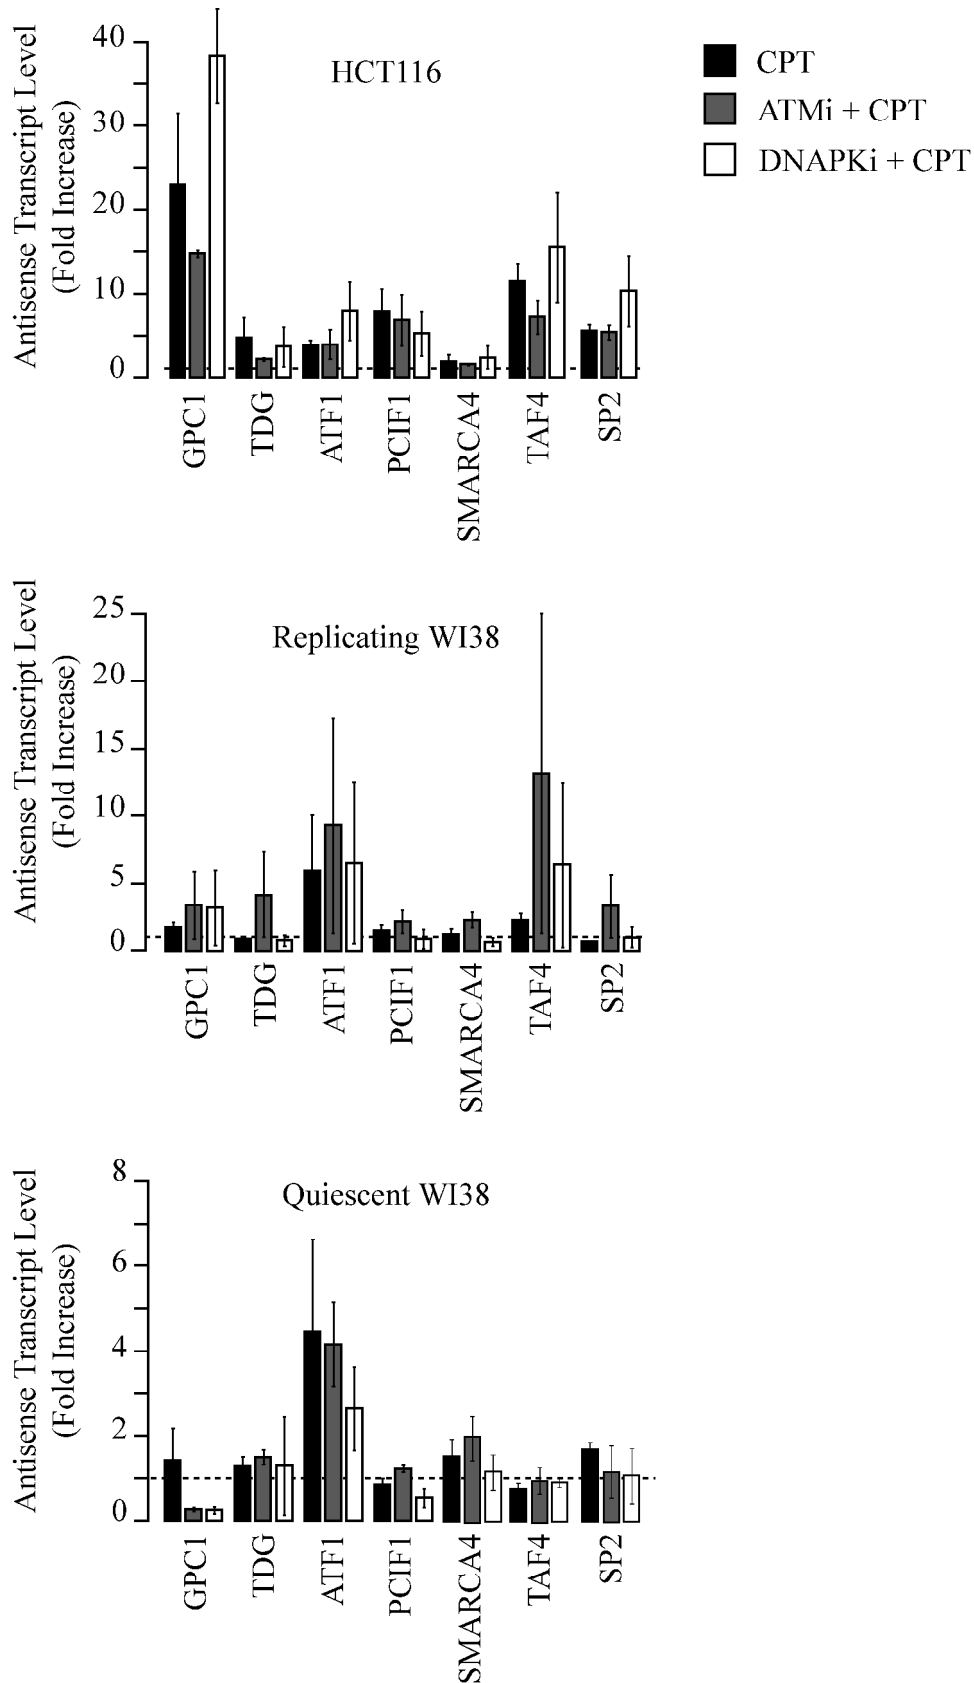 HCT116
Antisense Transcript Level
(Fold Increase)
40
30
20
10
0
GPC1
TDG
ATF1
PCIF1
SMARCA4
TAF4
SP2
CPT
ATMi + CPT
DNAPKi + CPT
Replicating WI38
Antisense Transcript Level
(Fold Increase)
25
20
15
10
5
0
GPC1
TDG
ATF1
PCIF1
SMARCA4
TAF4
SP2
Quiescent WI38
Antisense Transcript Level
(Fold Increase)
8
6
4
2
0
GPC1
TDG
ATF1
PCIF1
SMARCA4
TAF4
SP2